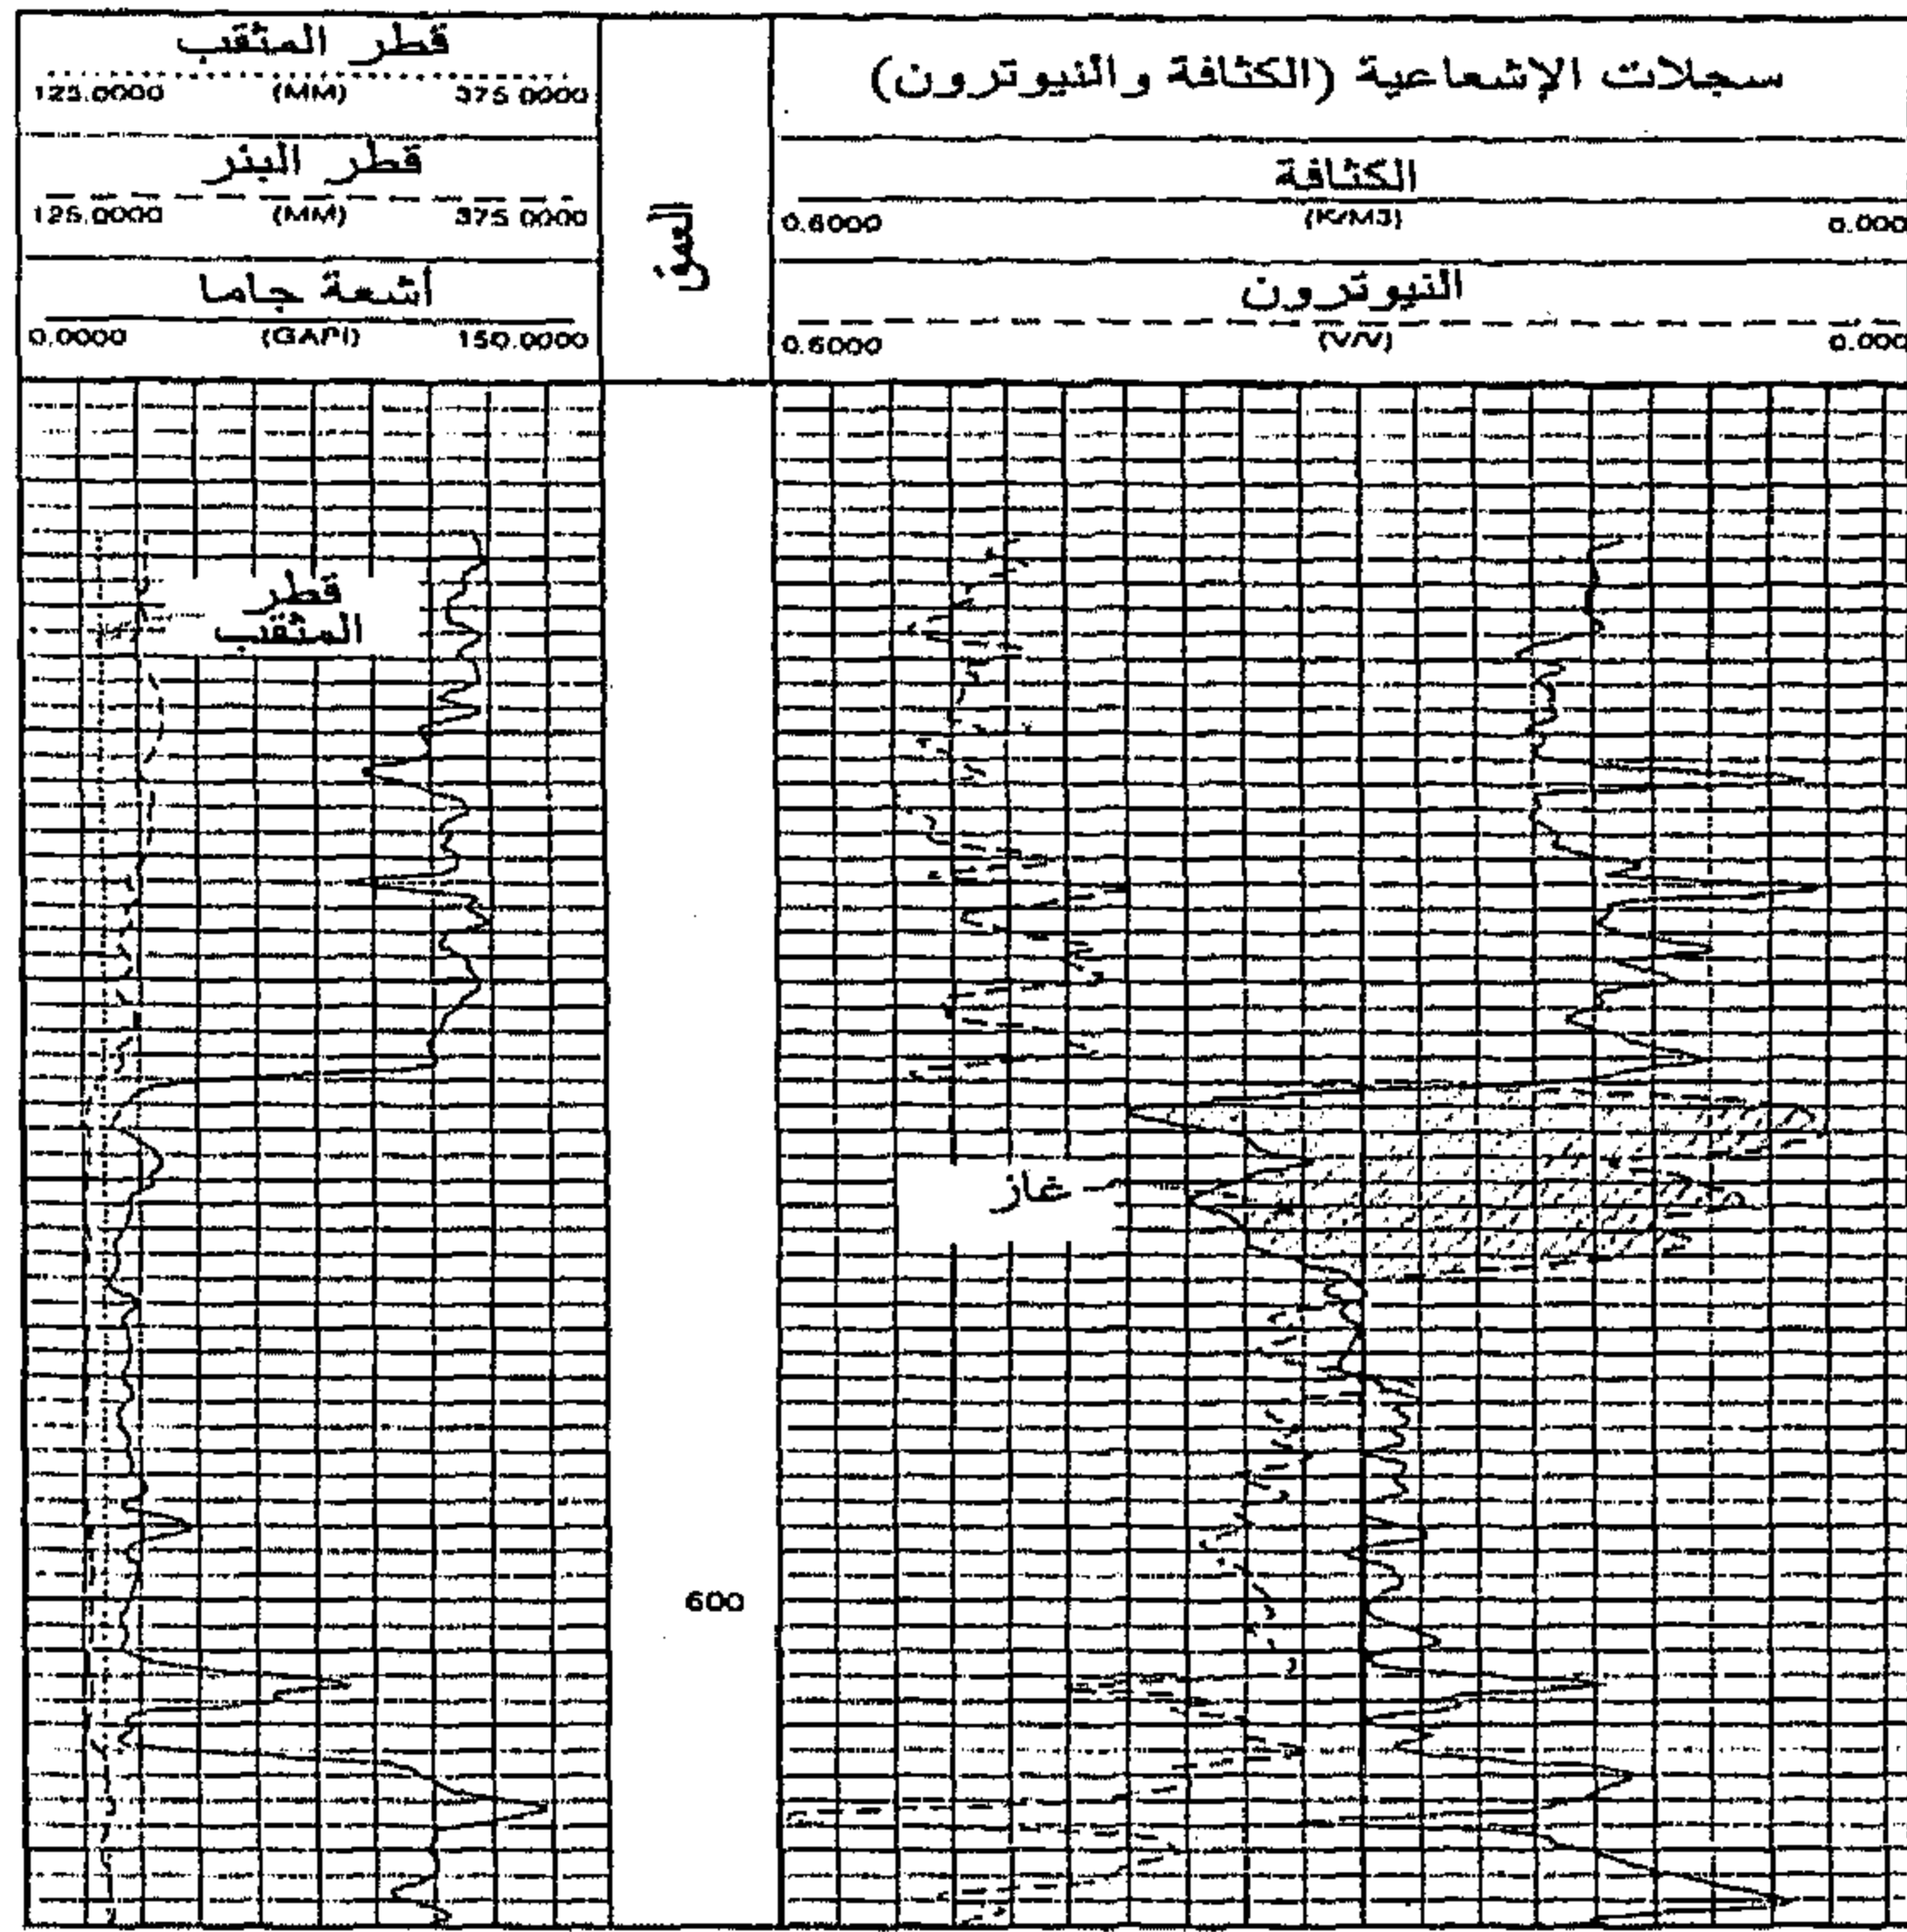 قطر المثقب
125.0000 (MM) 375.0000
قطر البئر
125.0000 (MM) 375.0000
أشعة جاما
0.0000 (GAPI) 150.0000
العمق
سجلات الإشعاعية (الكثافة والنيوترون)
الكثافة
0.6000 (K/M3) 0.000
النيوترون
0.6000 (V/V) 0.000
قطر
المثقب
غاز
600